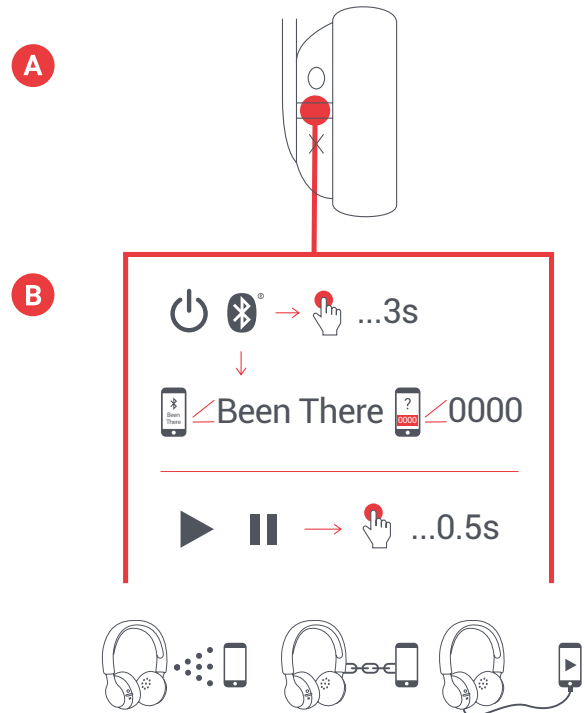 A
B
® ...3s
Been There
Been There 0000
? 0000
...0.5s